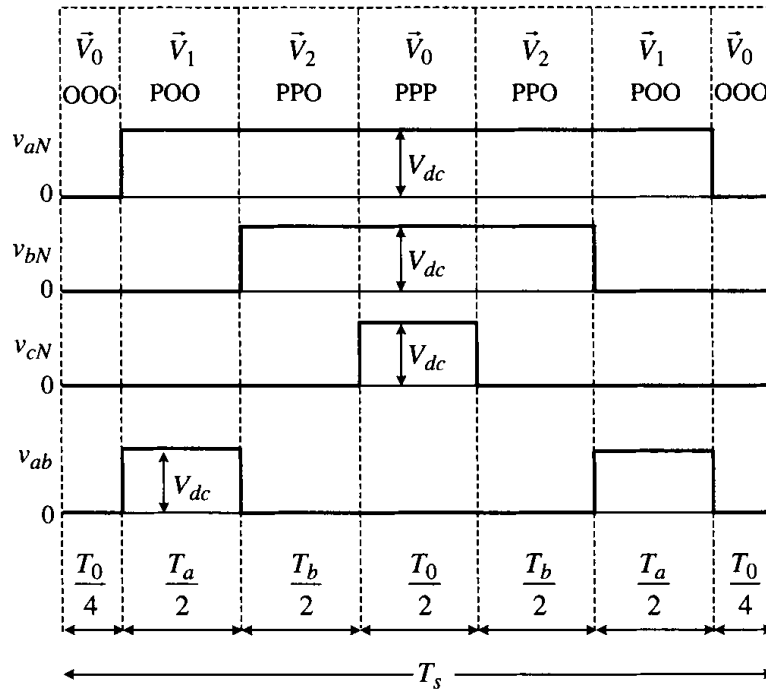 V⃗0 V⃗1 V⃗2 V⃗0 V⃗2 V⃗1 V⃗0
OOO POO PPO PPP PPO POO OOO
vaN
Vdc
0
vbN
Vdc
0
vcN
Vdc
0
vab
Vdc
0
T0/4 Ta/2 Tb/2 T0/2 Tb/2 Ta/2 T0/4
Ts